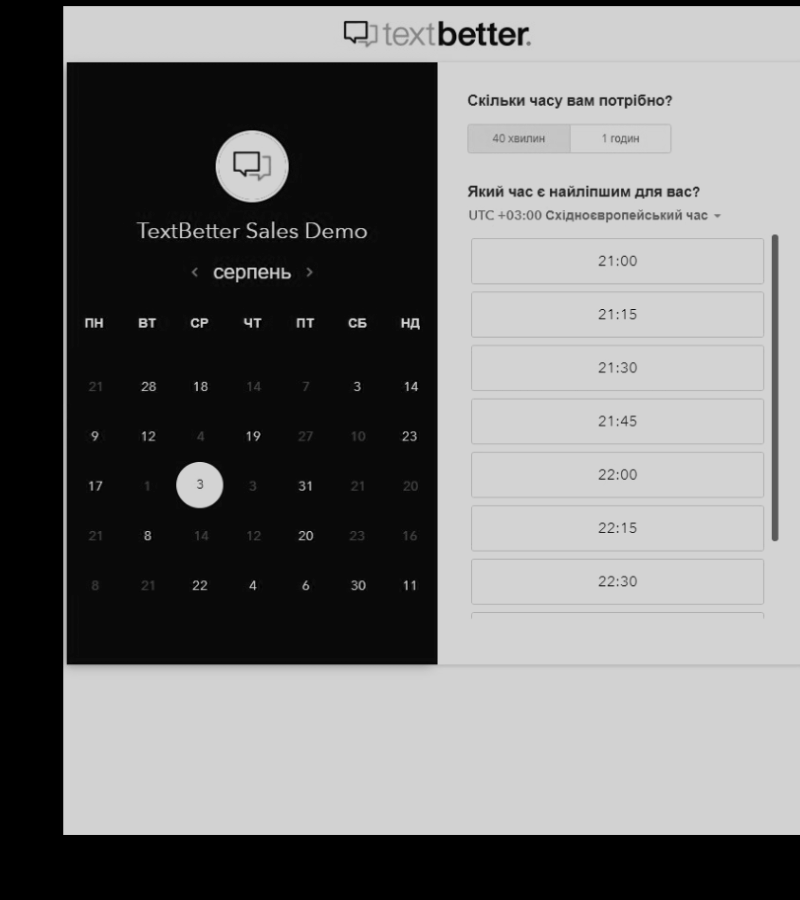 textbetter.
TextBetter Sales Demo
‹ серпень ›
ПН ВТ СР ЧТ ПТ СБ НД
21 28 18 14 7 3 14
9 12 4 19 27 10 23
17 1 3 3 31 21 20
21 8 14 12 20 23 16
8 21 22 4 6 30 11
Скільки часу вам потрібно?
40 хвилин 1 годин
Який час є найліпшим для вас?
UTC +03:00 Східноєвропейський час
21:00
21:15
21:30
21:45
22:00
22:15
22:30